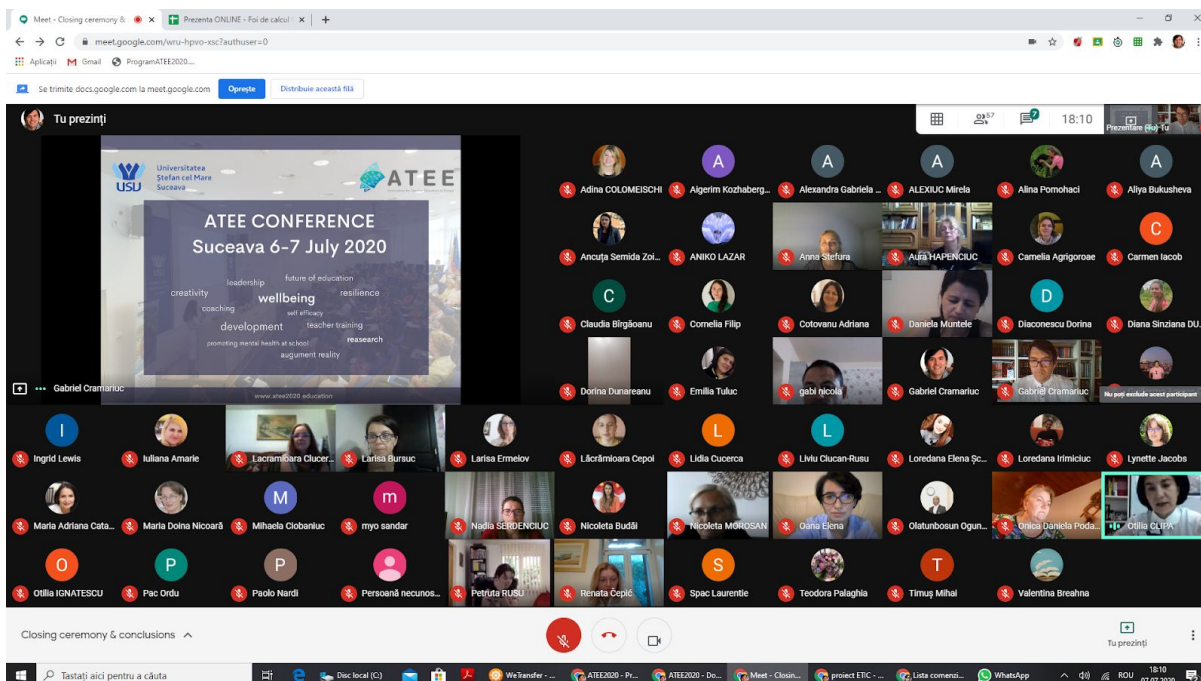 Meet - Closing ceremony &
Prezenta ONLINE - Foi de calcul
meet.google.com/wru-hpvo-xsc?authuser=0
Aplicații
Gmail
ProgramATEE2020....
Se trimite docs.google.com la meet.google.com
Oprește
Distribuie această filă
Tu prezinți
57
7
18:10
Prezentare (Tu) Tu
USU
Universitatea
Ștefan cel Mare
Suceava
ATEE
ATEE CONFERENCE
Suceava 6-7 July 2020
leadership
future of education
creativity
wellbeing
resilience
coaching
self efficacy
development
teacher training
promoting mental health at school
reasearch
augument reality
www.atee2020.education
Gabriel Cramariuc
Adina COLOMEISCHI
A
Aigerim Kozhaberg...
A
Alexandra Gabriela ...
A
ALEXIUC Mirela
Alina Pomohaci
A
Aliya Bukusheva
Ancuța Semida Zoi...
ANIKO LAZAR
Anna Stefura
Aura HAPENCIUC
Camelia Agrigoroae
C
Carmen Iacob
C
Claudia Bîrgăoanu
Cornelia Filip
Cotovanu Adriana
Daniela Muntele
D
Diaconescu Dorina
Diana Sinziana DU...
Dorina Dunareanu
Emilia Tuluc
gabi nicola
Gabriel Cramariuc
Gabriel Cramariuc
Nu poți exclude acest participant
I
Ingrid Lewis
Iuliana Amarie
Lacramioara Ciucer...
Larisa Bursuc
Larisa Ermelov
Lăcrămioara Cepoi
L
Lidia Cucerca
L
Liviu Ciucan-Rusu
Loredana Elena Șc...
Loredana Irimiciuc
Lynette Jacobs
Maria Adriana Cata...
Maria Doina Nicoară
M
Mihaela Ciobaniuc
m
myo sandar
Nadia SERDENCIUC
Nicoleta Budăi
Nicoleta MOROSAN
Oana Elena
Olatunbosun Ogun...
Onica Daniela Poda...
Otilia CLIPA
O
Otilia IGNATESCU
P
Pac Ordu
P
Paolo Nardi
Persoană necunos...
Petruta RUSU
Renata Čepić
S
Spac Laurentie
Teodora Palaghia
T
Timuș Mihai
Valentina Breahna
Closing ceremony & conclusions
Tu prezinți
Tastați aici pentru a căuta
Disc local (C:)
WeTransfer - ...
ATEE2020 - Pr...
ATEE2020 - Do...
Meet - Closin...
proiect ETIC - ...
Lista comenzi...
WhatsApp
ROU
18:10
07.07.2020